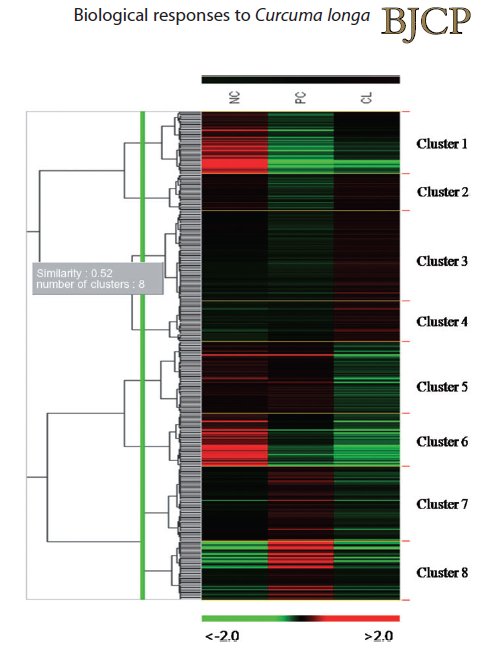 Biological responses to Curcuma longa BJCP
NC PC CL
Cluster 1
Cluster 2
Cluster 3
Similarity : 0.52
number of clusters : 8
Cluster 4
Cluster 5
Cluster 6
Cluster 7
Cluster 8
<-2.0 >2.0